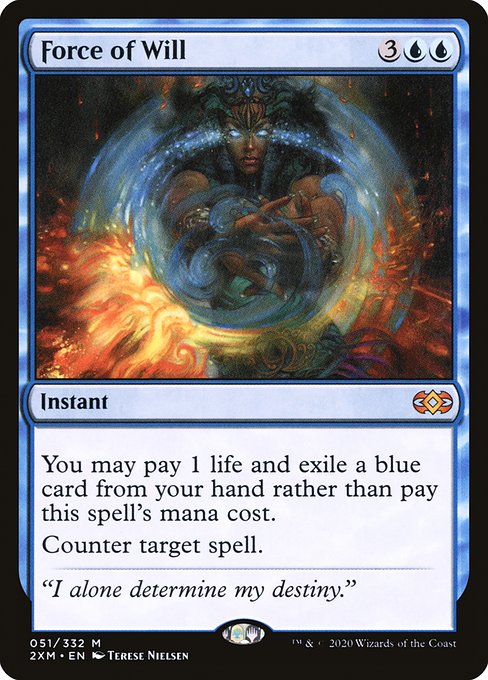 Force of Will 3
Instant
You may pay 1 life and exile a blue
card from your hand rather than pay
this spell's mana cost.
Counter target spell.
"I alone determine my destiny."
051/332 M
2XM • EN Terese Nielsen
™ & © 2020 Wizards of the Coast